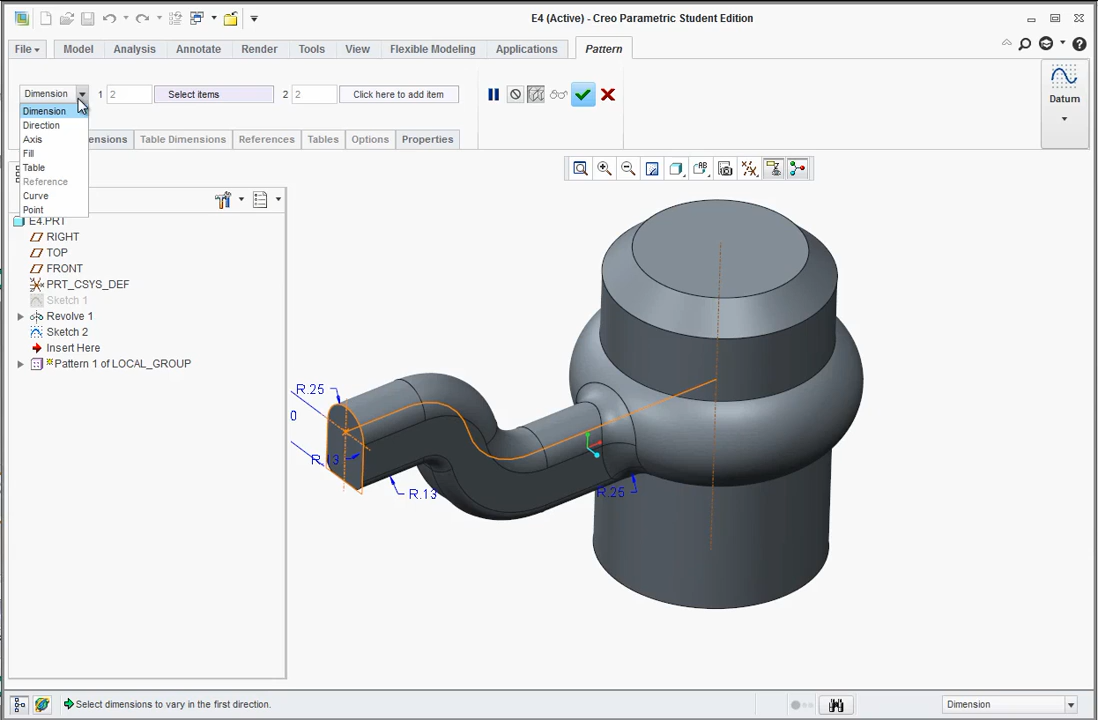 E4 (Active) - Creo Parametric Student Edition
File Model Analysis Annotate Render Tools View Flexible Modeling Applications Pattern
Dimension 1 2 Select items 2 2 Click here to add item
Datum
Dimension
Direction
Axis
Fill
Table
Reference
Curve
Point
ensions Table Dimensions References Tables Options Properties
E4.PRT
RIGHT
TOP
FRONT
PRT_CSYS_DEF
Sketch 1
Revolve 1
Sketch 2
Insert Here
Pattern 1 of LOCAL_GROUP
R.25
0
R.13
R.13
R.25
Select dimensions to vary in the first direction.
Dimension